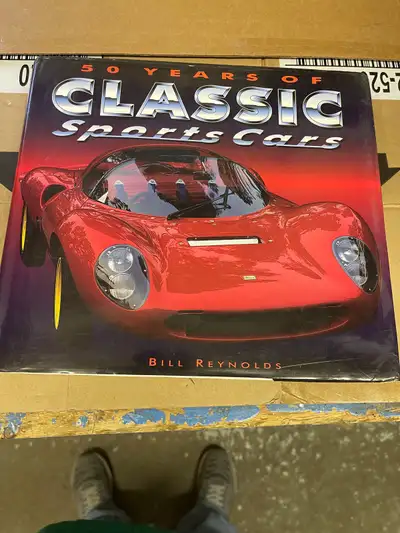 50 YEARS OF
CLASSIC
Sports Cars
BILL REYNOLDS